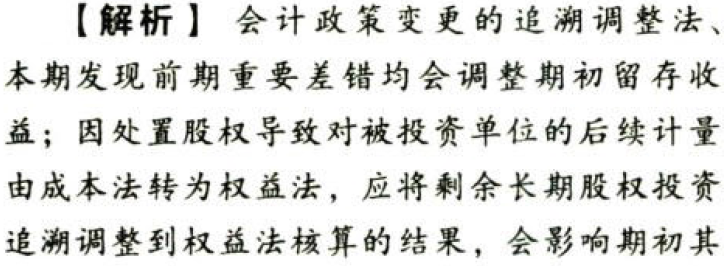 【解析】 会计政策变更的追溯调整法、
本期发现前期重要差错均会调整期初留存收
益；因处置股权导致对被投资单位的后续计量
由成本法转为权益法，应将剩余长期股权投资
追溯调整到权益法核算的结果，会影响期初其